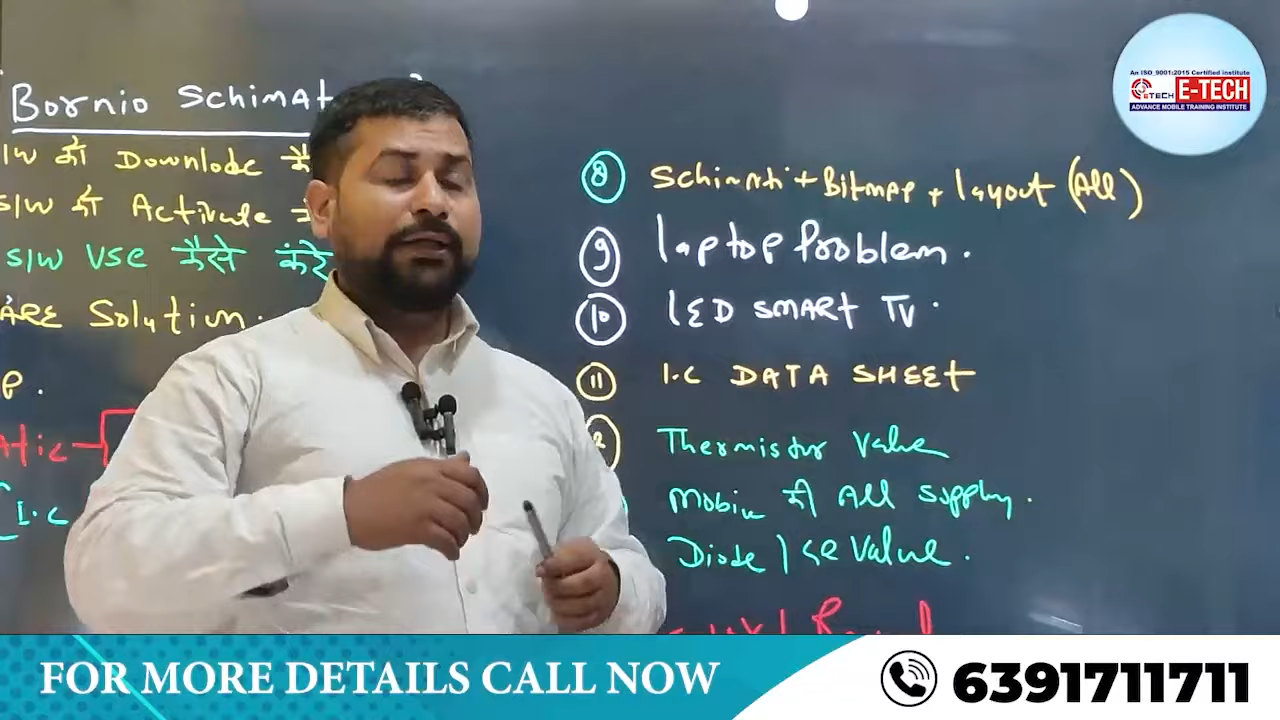 Bornio Schimat
s/w को Downlode कै
s/w को Activate
s/w Use कैसे करे
ARE Solution.
P.
Atic
[I.C
8 Schimati + Bitmap + layout (All)
9 laptop Problem.
10 LED SMART TV.
11 I.C DATA SHEET
2 Thermistor Value
Mobile की All supply.
Diode / Value.
An ISO 9001:2015 Certified Institute
ETECH E-TECH
ADVANCE MOBILE TRAINING INSTITUTE
FOR MORE DETAILS CALL NOW
6391711711